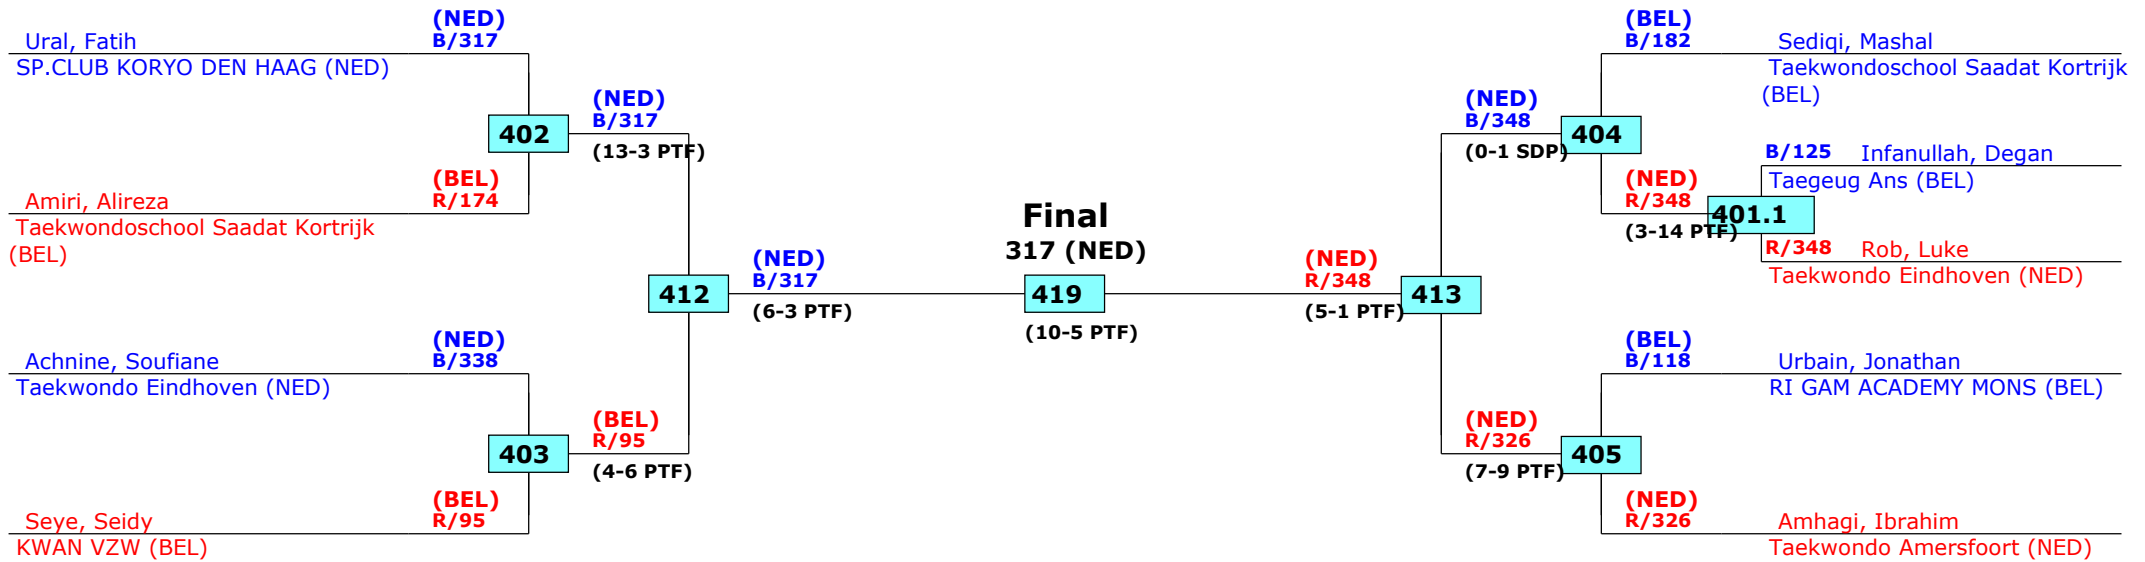 (NED)
B/317
Ural, Fatih
SP.CLUB KORYO DEN HAAG (NED)
402
(BEL)
R/174
Amiri, Alireza
Taekwondoschool Saadat Kortrijk
(BEL)
(NED)
B/317
(13-3 PTF)
412
(NED)
B/338
Achnine, Soufiane
Taekwondo Eindhoven (NED)
403
(BEL)
R/95
Seye, Seidy
KWAN VZW (BEL)
(BEL)
R/95
(4-6 PTF)
(NED)
B/317
(6-3 PTF)
Final
317 (NED)
419
(10-5 PTF)
(NED)
R/348
(5-1 PTF)
413
(NED)
B/348
(0-1 SDP)
404
(BEL)
B/182
Sediqi, Mashal
Taekwondoschool Saadat Kortrijk
(BEL)
(NED)
R/348
(3-14 PTF)
401.1
B/125 Infanullah, Degan
Taegeug Ans (BEL)
R/348 Rob, Luke
Taekwondo Eindhoven (NED)
(NED)
R/326
(7-9 PTF)
405
(BEL)
B/118
Urbain, Jonathan
RI GAM ACADEMY MONS (BEL)
(NED)
R/326
Amhagi, Ibrahim
Taekwondo Amersfoort (NED)